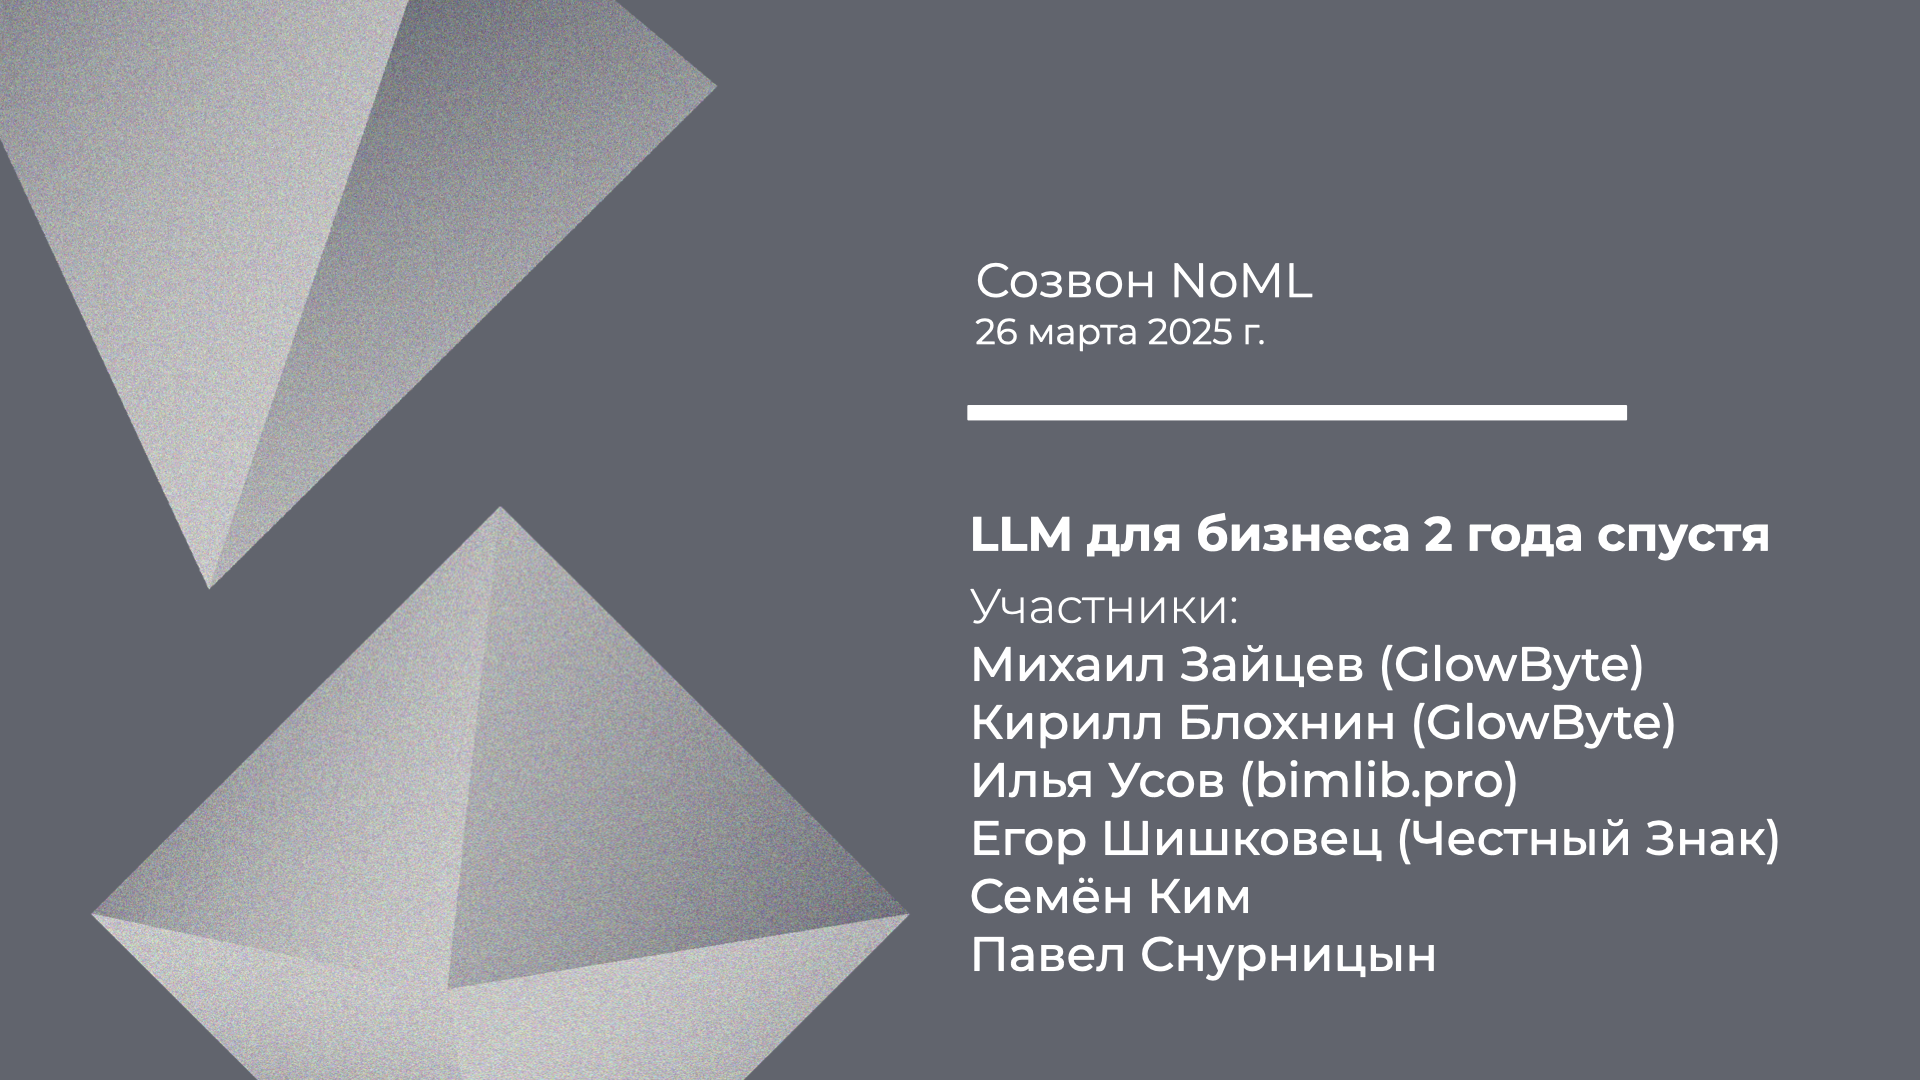 Созвон NoML
26 марта 2025 г.
LLM для бизнеса 2 года спустя
Участники:
Михаил Зайцев (GlowByte)
Кирилл Блохнин (GlowByte)
Илья Усов (bimlib.pro)
Егор Шишковец (Честный Знак)
Семён Ким
Павел Снурницын